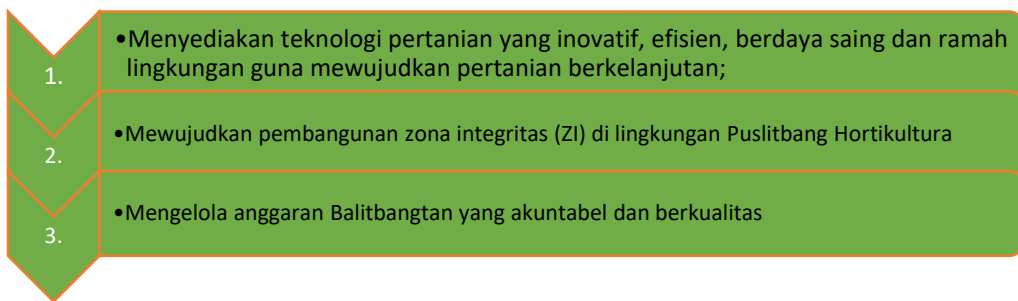 1.
•Menyediakan teknologi pertanian yang inovatif, efisien, berdaya saing dan ramah
lingkungan guna mewujudkan pertanian berkelanjutan;
2.
•Mewujudkan pembangunan zona integritas (ZI) di lingkungan Puslitbang Hortikultura
3.
•Mengelola anggaran Balitbangtan yang akuntabel dan berkualitas